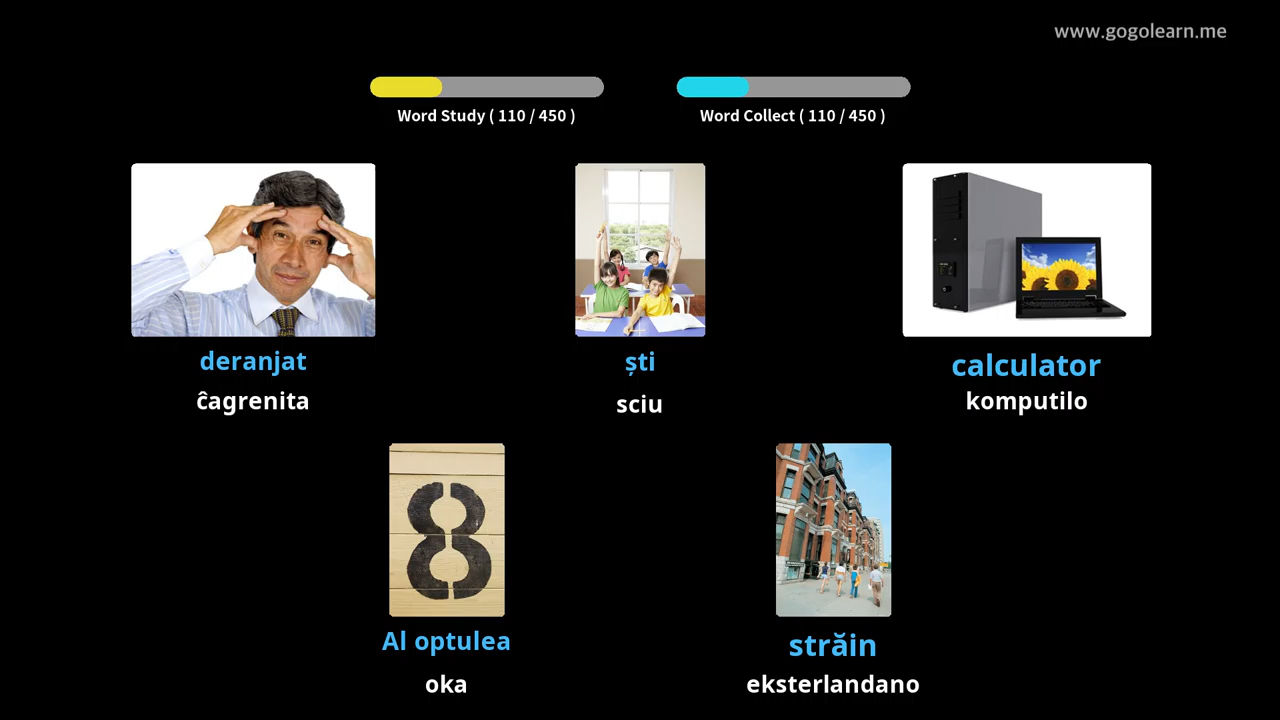 www.gogolearn.me
Word Study ( 110 / 450 )
Word Collect ( 110 / 450 )
deranjat
ști
calculator
ĉagrenita
sciu
komputilo
8
Al optulea
străin
oka
eksterlandano